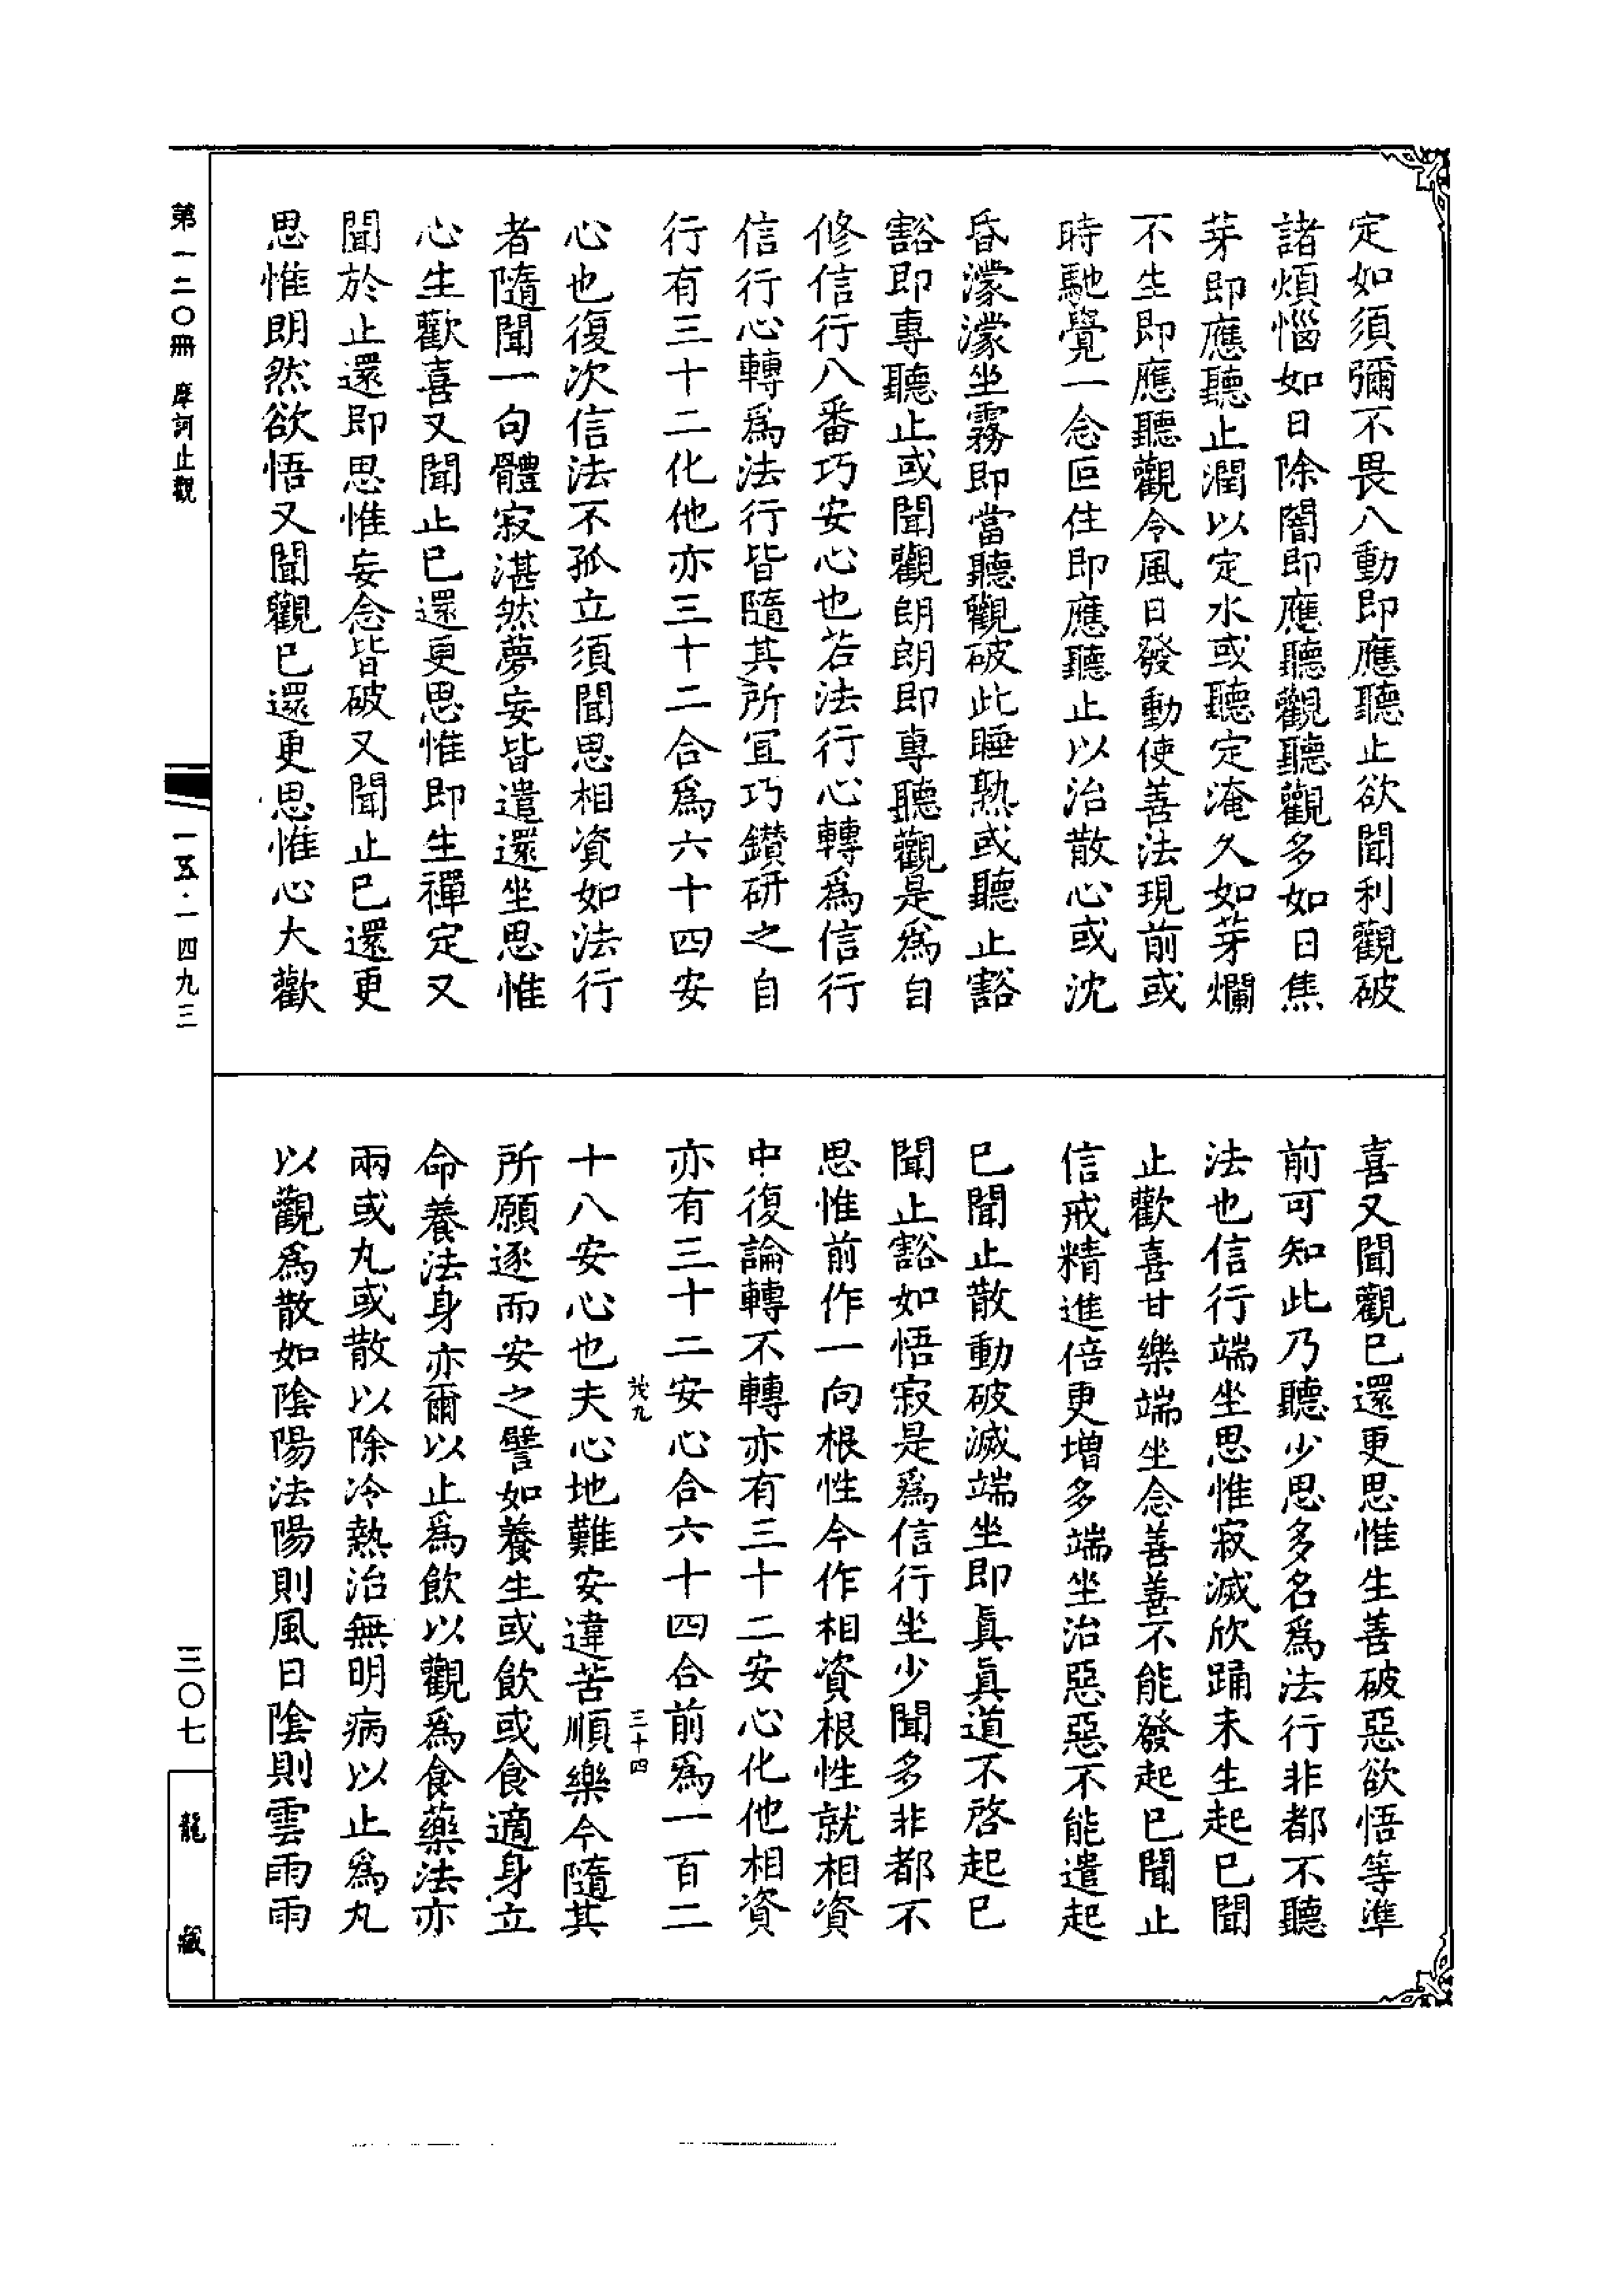 定如須彌不畏八動即應聽止欲聞利觀破
諸煩惱如日除闇即應聽觀聽觀多如日焦
芽即應聽止潤以定水或聽定淹久如芽爛
不生即應聽觀令風日發動使善法現前或
時馳覺一念叵住即應聽止以治散心或沈
昏濛濛坐霧即當聽觀破此睡熟或聽止豁
豁即專聽止或聞觀朗朗即專聽觀是為自
修信行八番巧安心也若法行心轉為信行
信行心轉為法行皆隨其所宜巧鑽研之自
行有三十二化他亦三十二合為六十四安
心也復次信法不孤立須聞思相資如法行
者隨聞一句體寂湛然夢妄皆遣還坐思惟
心生歡喜又聞止已還更思惟即生禪定又
聞於止還即思惟妄念皆破又聞止已還更
思惟朗然欲悟又聞觀已還更思惟心大歡
喜又聞觀已還更思惟生善破惡欲悟等準
前可知此乃聽少思多名為法行非都不聽
法也信行端坐思惟寂滅欣踊未生起已聞
止歡喜甘樂端坐念善善不能發起已聞止
信戒精進倍更增多端坐治惡惡不能遣起
已聞止散動破滅端坐即真真道不啓起已
聞止豁如悟寂是為信行坐少聞多非都不
思惟前作一向根性今作相資根性就相資
中復論轉不轉亦有三十二安心化他相資
亦有三十二安心合六十四合前為一百二
茂九
三十四
十八安心也夫心地難安違苦順樂今隨其
所願逐而安之譬如養生或飲或食適身立
命養法身亦爾以止為飲以觀為食藥法亦
兩或丸或散以除冷熱治無明病以止為丸
以觀為散如陰陽法陽則風日陰則雲雨雨
第一二〇冊 摩訶止觀
一五·一四九三
三〇七
龍藏